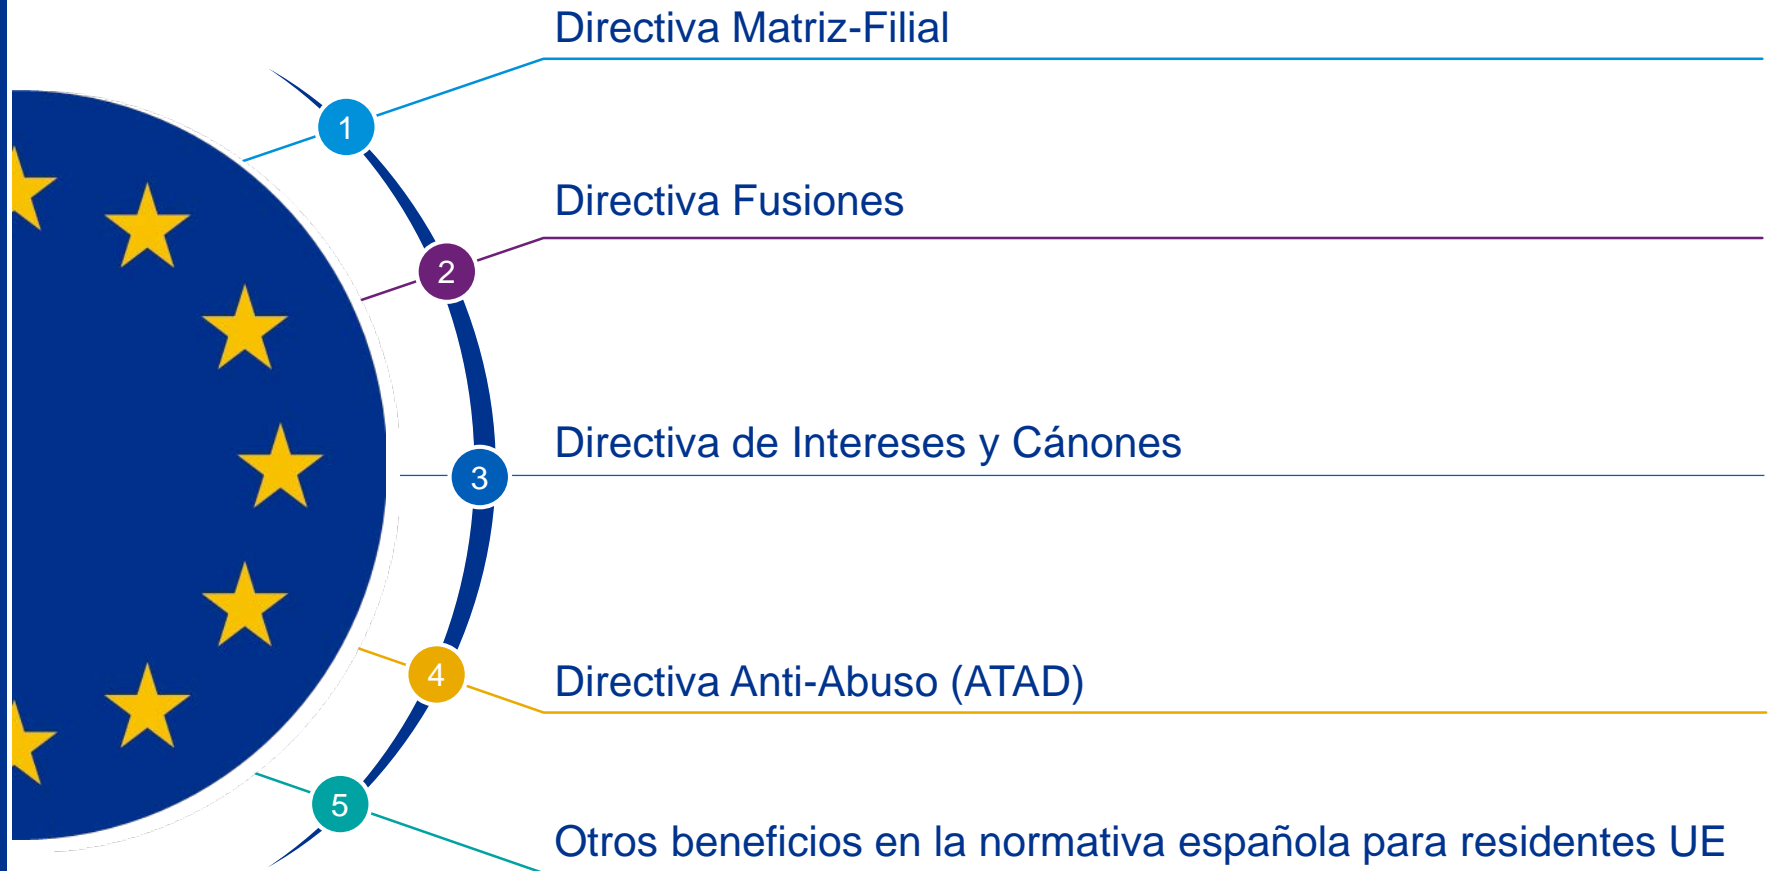 Directiva Matriz-Filial
1
Directiva Fusiones
2
Directiva de Intereses y Cánones
3
Directiva Anti-Abuso (ATAD)
4
Otros beneficios en la normativa española para residentes UE
5